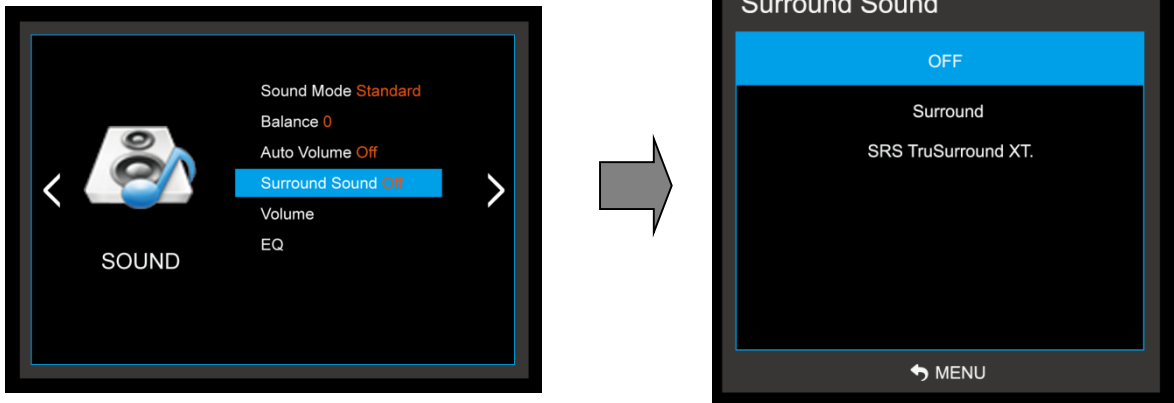 Sound Mode Standard
Balance 0
Auto Volume Off
Surround Sound Off
Volume
EQ
SOUND
Surround Sound
OFF
Surround
SRS TruSurround XT.
MENU